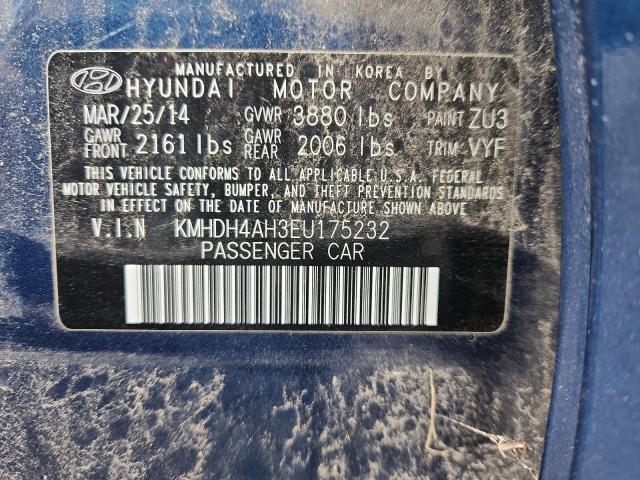 MANUFACTURED IN KOREA BY
HYUNDAI MOTOR COMPANY
MAR/25/14 GVWR 3880 lbs PAINT ZU3
GAWR FRONT 2161 lbs GAWR REAR 2006 lbs TRIM VYF
THIS VEHICLE CONFORMS TO ALL APPLICABLE U.S.A. FEDERAL
MOTOR VEHICLE SAFETY, BUMPER, AND THEFT PREVENTION STANDARDS
IN EFFECT ON THE DATE OF MANUFACTURE SHOWN ABOVE
V.I.N KMHDH4AH3EU175232
PASSENGER CAR